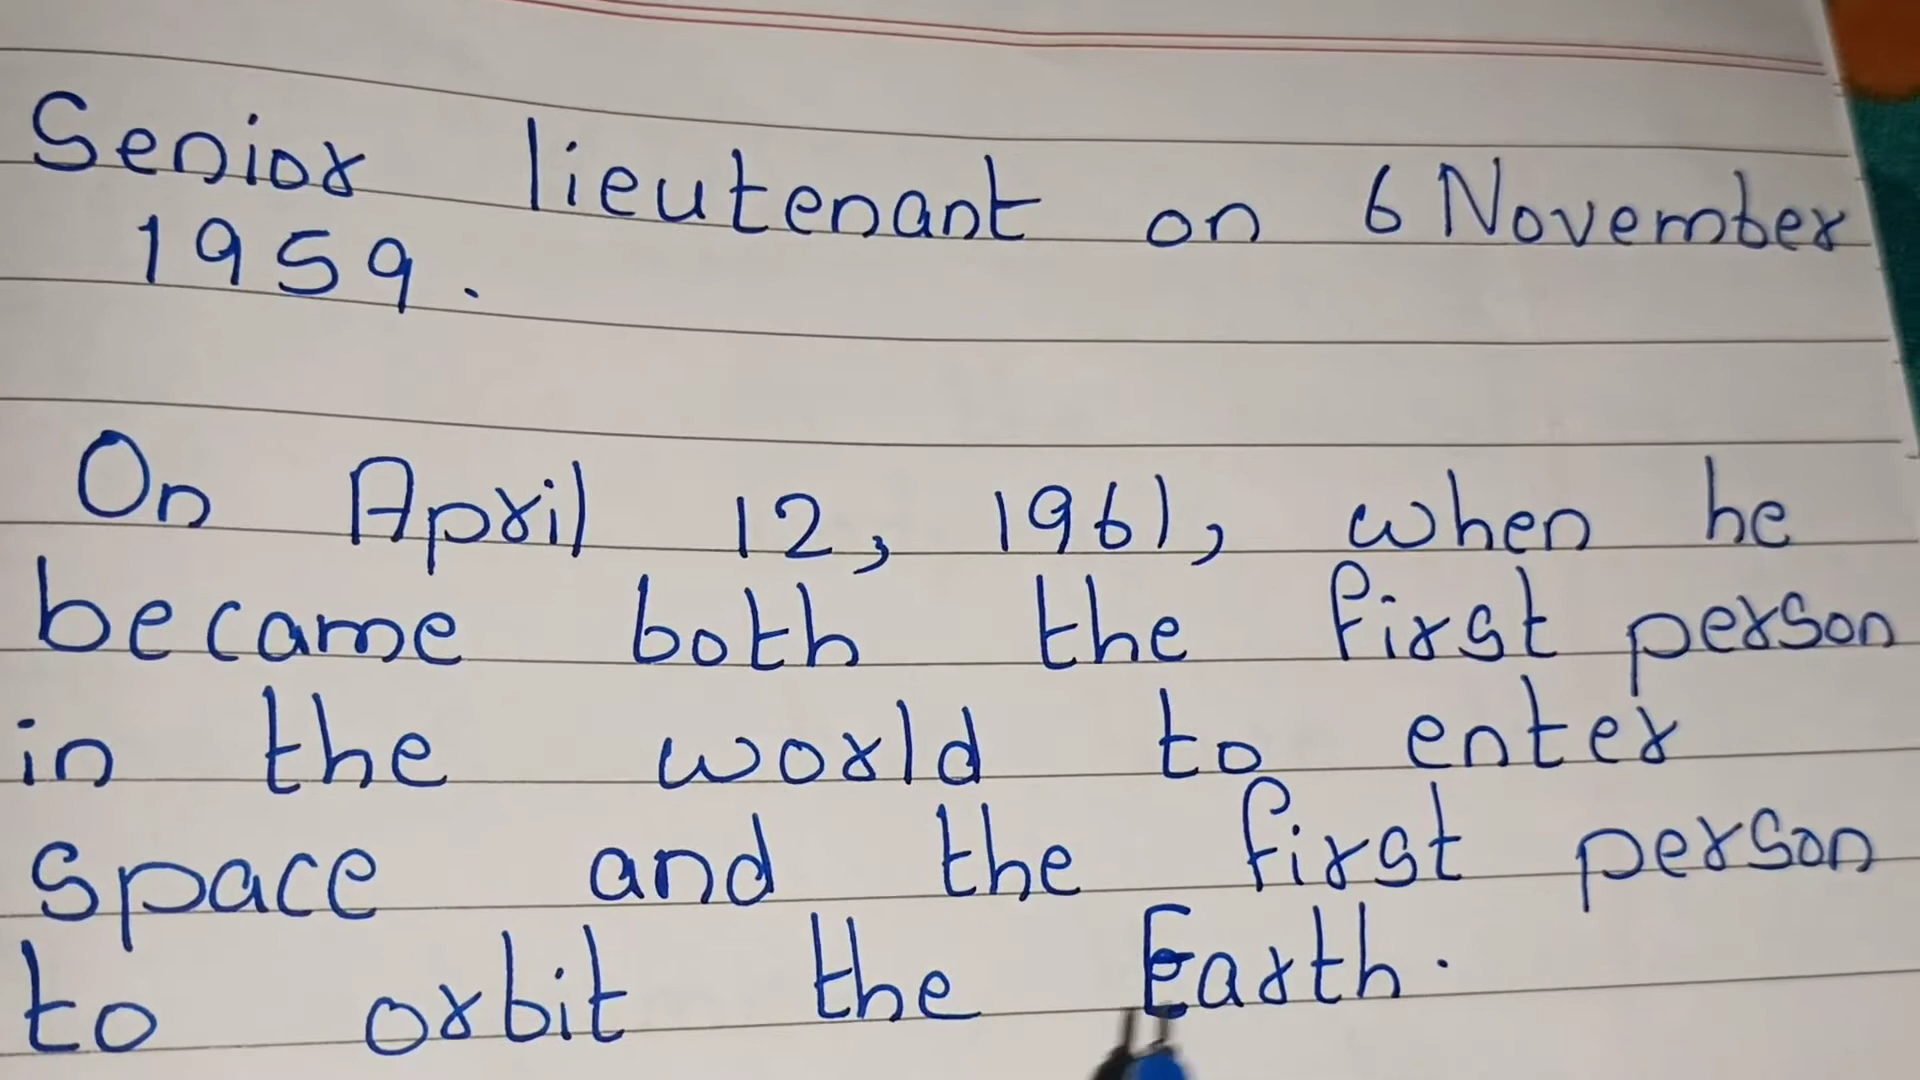 Senior lieutenant on 6 November
1959.
On April 12, 1961, when he
became both the first person
in the world to enter
space and the first person
to orbit the Earth.